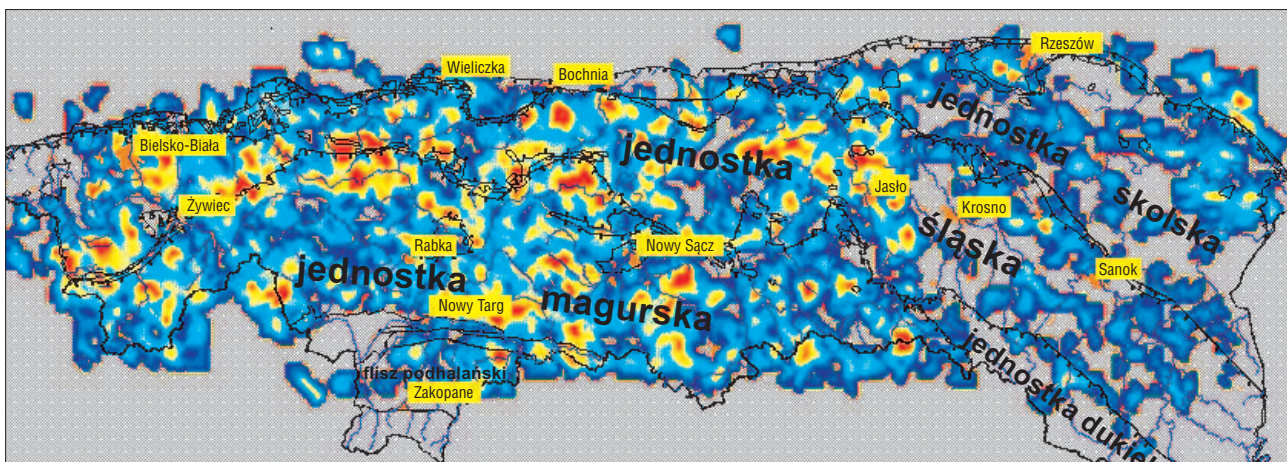 Rzeszów
Wieliczka
Bochnia
jednostka
skolska
Bielsko-Biała
jednostka
śląska
Jasło
Żywiec
Krosno
Rabka
Nowy Sącz
Sanok
jednostka
magurska
Nowy Targ
jednostka dukiel
flisz podhalański
Zakopane